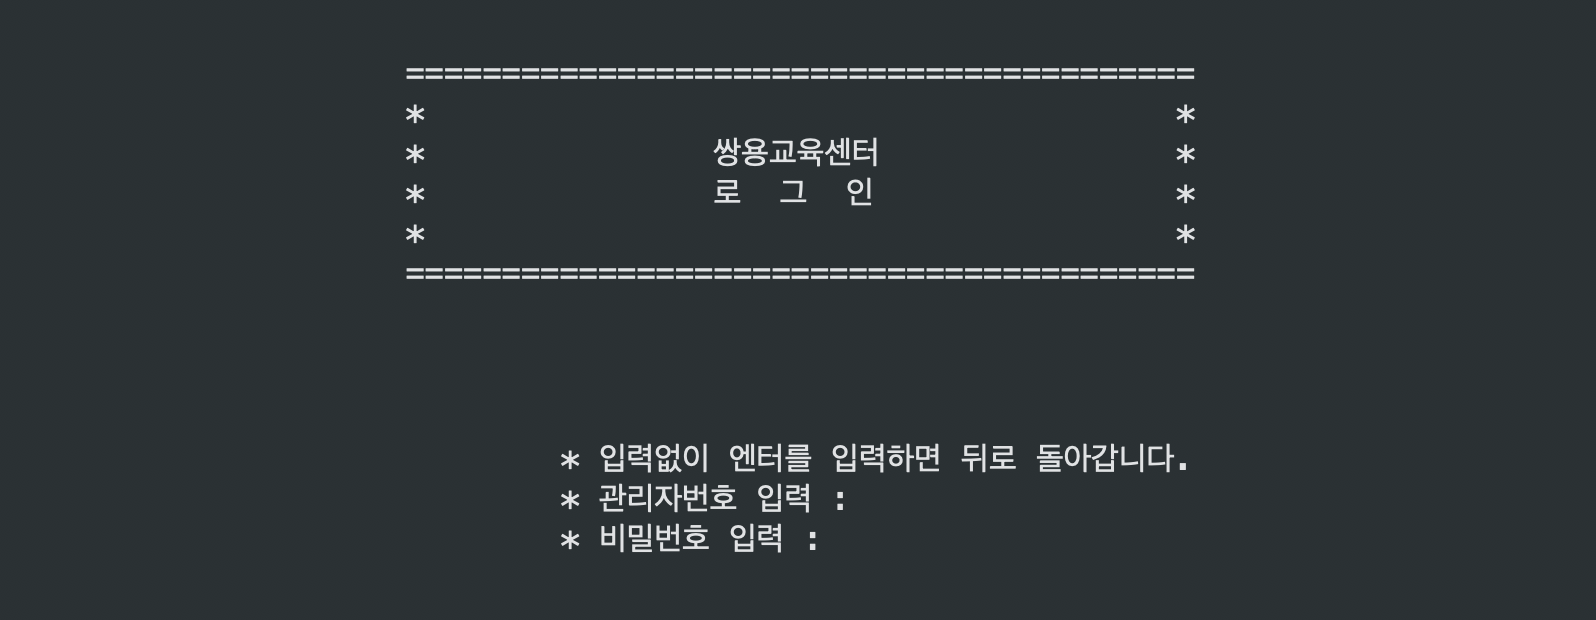 =========================================
*                                       *
*               쌍용교육센터               *
*               로  그  인               *
*                                       *
=========================================
* 입력없이 엔터를 입력하면 뒤로 돌아갑니다.
* 관리자번호 입력 :
* 비밀번호 입력 :